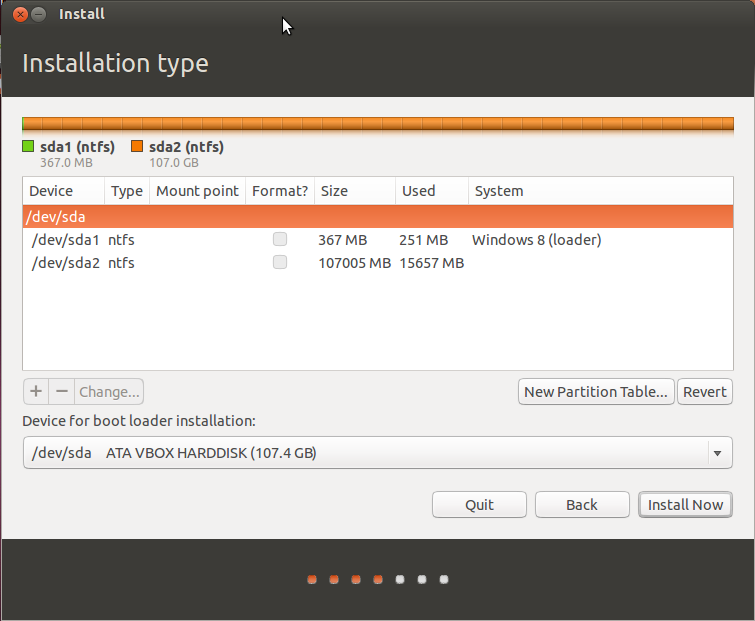 Install
Installation type
sda1 (ntfs) sda2 (ntfs)
367.0 MB 107.0 GB
Device Type Mount point Format? Size Used System
/dev/sda
/dev/sda1 ntfs 367 MB 251 MB Windows 8 (loader)
/dev/sda2 ntfs 107005 MB 15657 MB
+ − Change... New Partition Table... Revert
Device for boot loader installation:
/dev/sda ATA VBOX HARDDISK (107.4 GB)
Quit Back Install Now